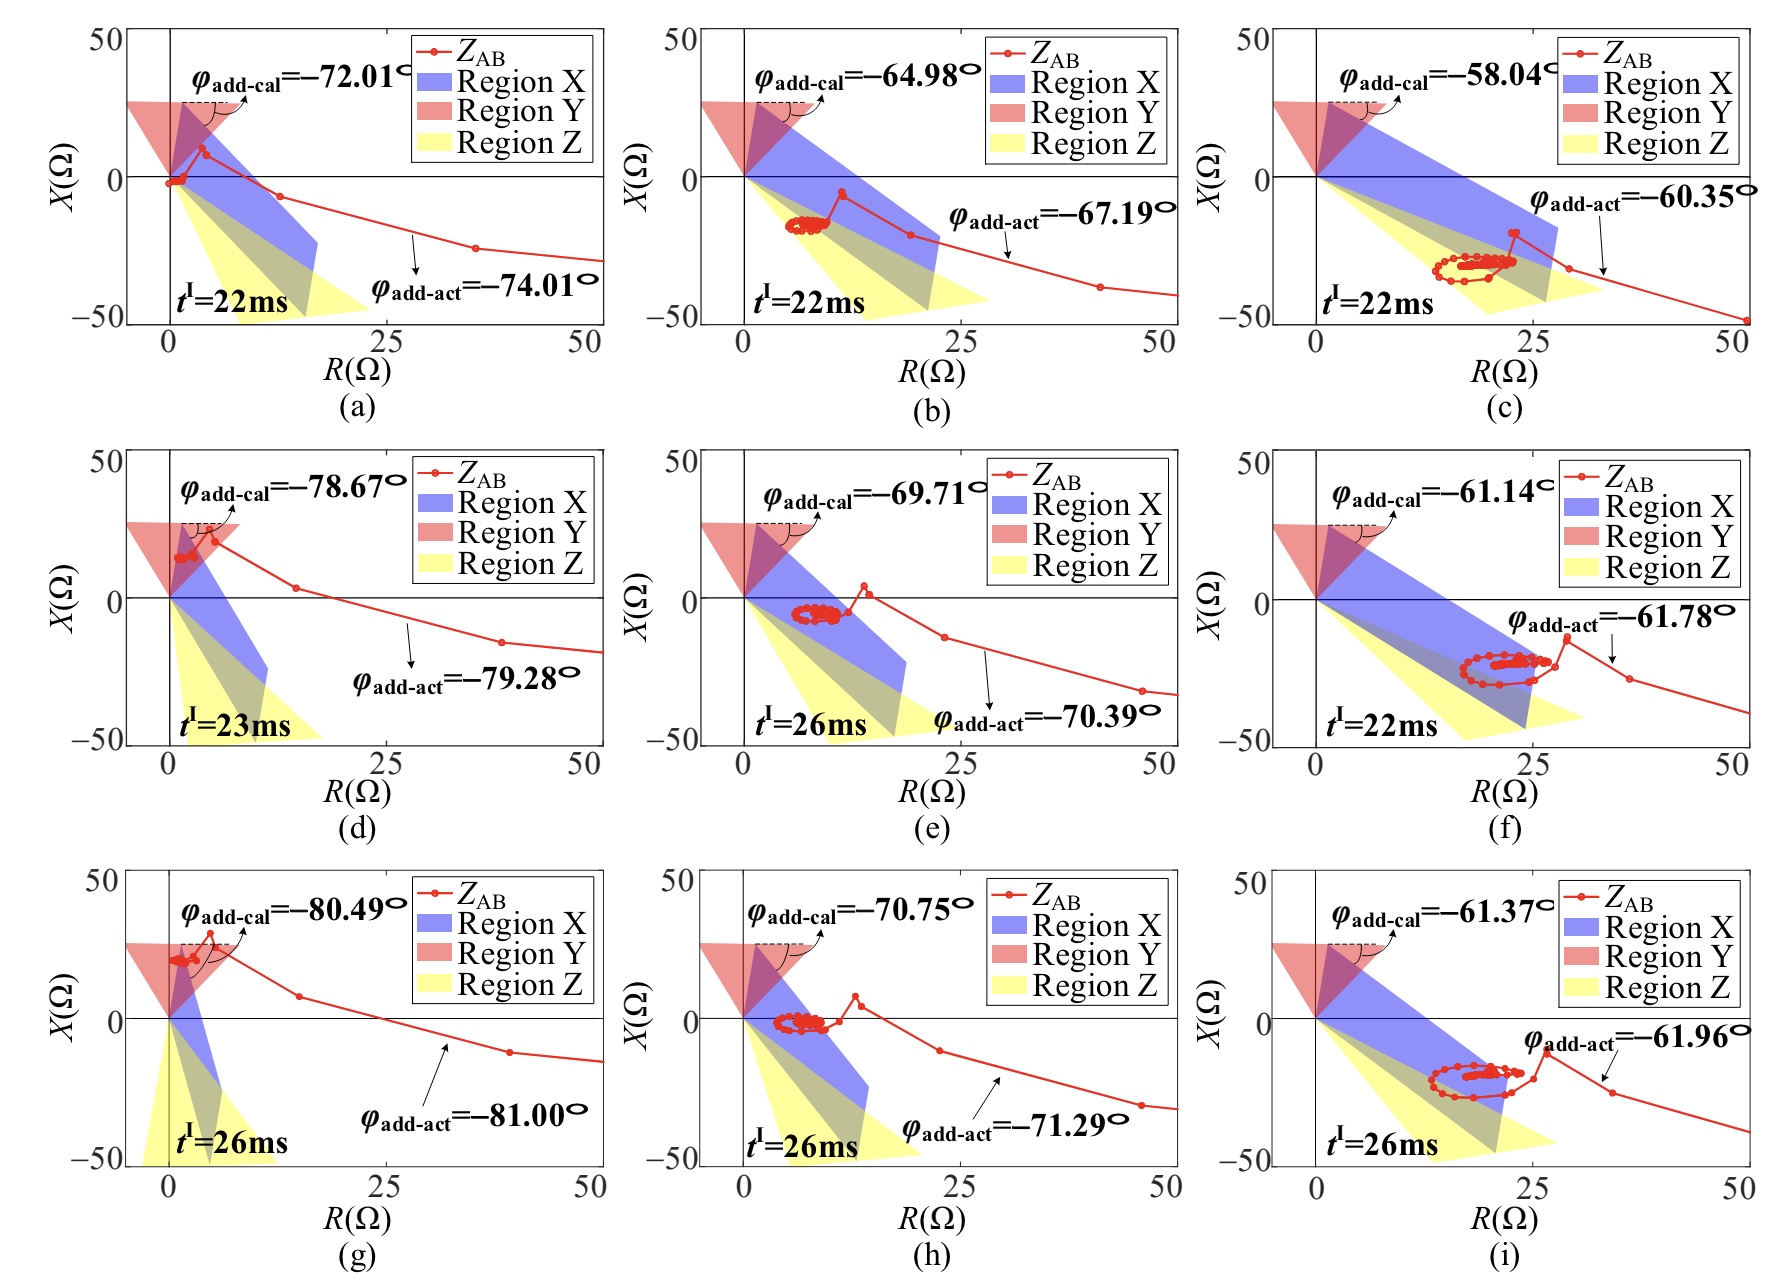 50
φadd-cal=−72.01°
ZAB
Region X
Region Y
Region Z
0
X(Ω)
φadd-act=−74.01°
tI=22ms
−50
0
25
50
R(Ω)
(a)
50
φadd-cal=−64.98°
ZAB
Region X
Region Y
Region Z
0
X(Ω)
φadd-act=−67.19°
tI=22ms
−50
0
25
50
R(Ω)
(b)
50
φadd-cal=−58.04°
ZAB
Region X
Region Y
Region Z
0
X(Ω)
φadd-act=−60.35°
tI=22ms
−50
0
25
50
R(Ω)
(c)
50
φadd-cal=−78.67°
ZAB
Region X
Region Y
Region Z
0
X(Ω)
φadd-act=−79.28°
tI=23ms
−50
0
25
50
R(Ω)
(d)
50
φadd-cal=−69.71°
ZAB
Region X
Region Y
Region Z
0
X(Ω)
φadd-act=−70.39°
tI=26ms
−50
0
25
50
R(Ω)
(e)
50
φadd-cal=−61.14°
ZAB
Region X
Region Y
Region Z
0
X(Ω)
φadd-act=−61.78°
tI=22ms
−50
0
25
50
R(Ω)
(f)
50
φadd-cal=−80.49°
ZAB
Region X
Region Y
Region Z
0
X(Ω)
φadd-act=−81.00°
tI=26ms
−50
0
25
50
R(Ω)
(g)
50
φadd-cal=−70.75°
ZAB
Region X
Region Y
Region Z
0
X(Ω)
φadd-act=−71.29°
tI=26ms
−50
0
25
50
R(Ω)
(h)
50
φadd-cal=−61.37°
ZAB
Region X
Region Y
Region Z
0
X(Ω)
φadd-act=−61.96°
tI=26ms
−50
0
25
50
R(Ω)
(i)